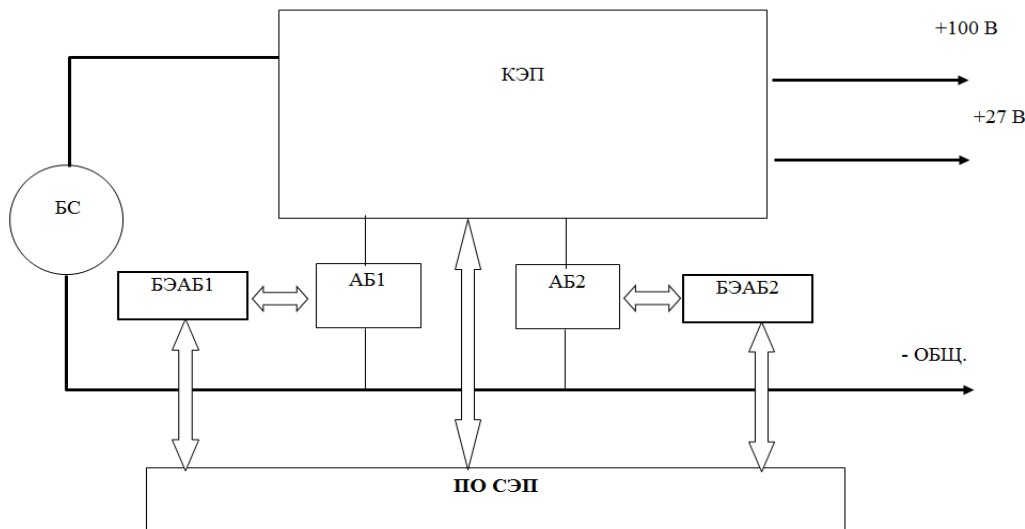 +100 В
КЭП
+27 В
БС
БЭАБ1
АБ1
АБ2
БЭАБ2
- ОБЩ.
ПО СЭП